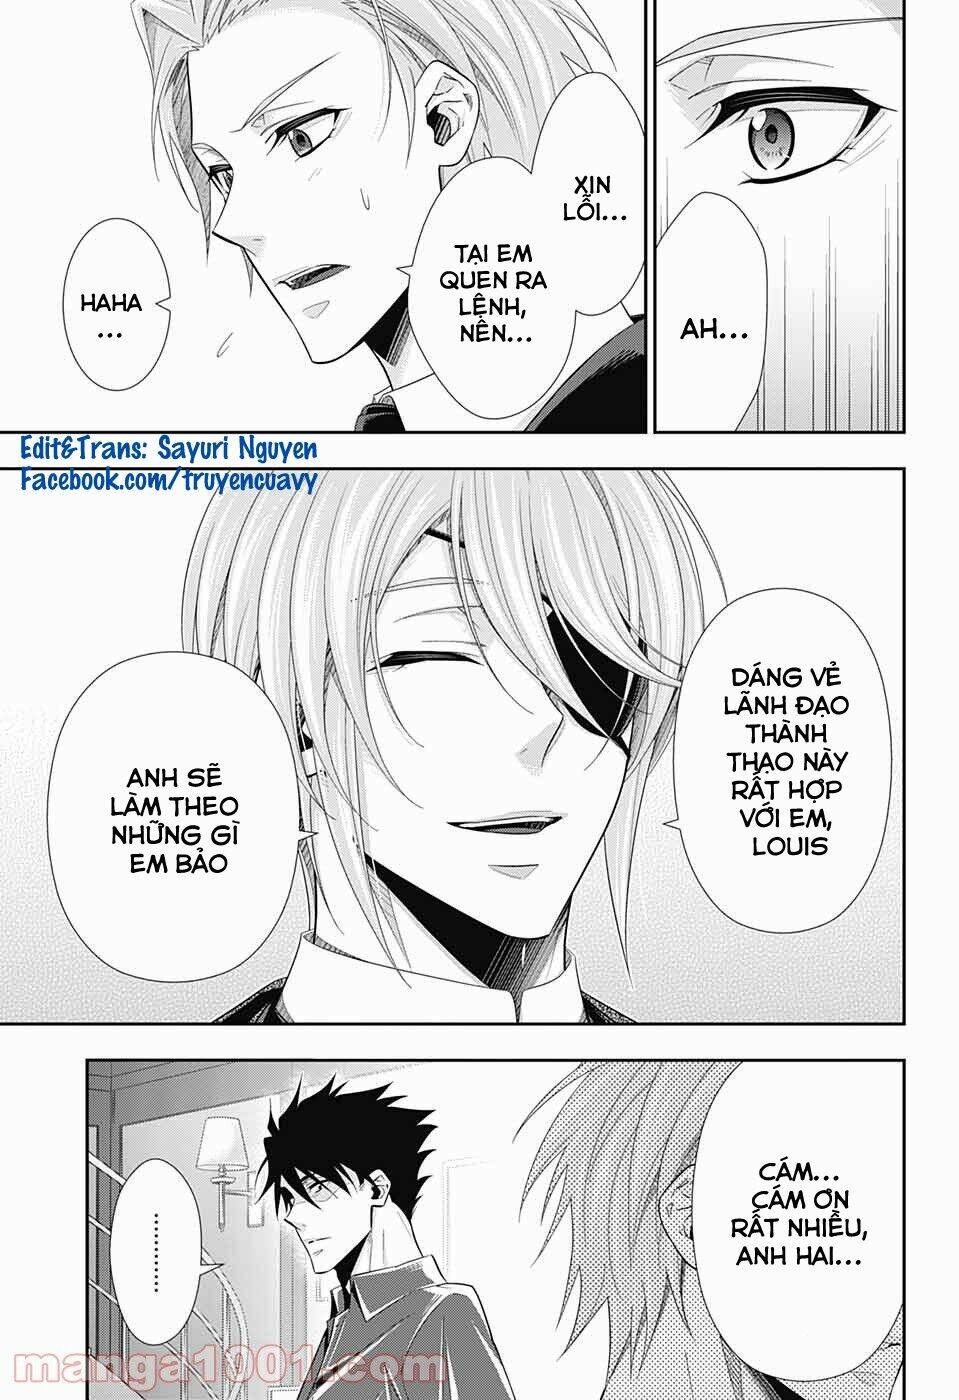 AH...
XIN
LỖI...
TẠI EM
QUEN RA
LỆNH,
NÊN...
HAHA
...
Edit&Trans: Sayuri Nguyen
Facebook.com/truyencuavy
DÁNG VẺ
LÃNH ĐẠO
THÀNH
THẠO NÀY
RẤT HỢP
VỚI EM,
LOUIS
ANH SẼ
LÀM THEO
NHỮNG GÌ
EM BẢO
CÁM...
CÁM ƠN
RẤT NHIỀU,
ANH HAI...
.........
manga1001.com